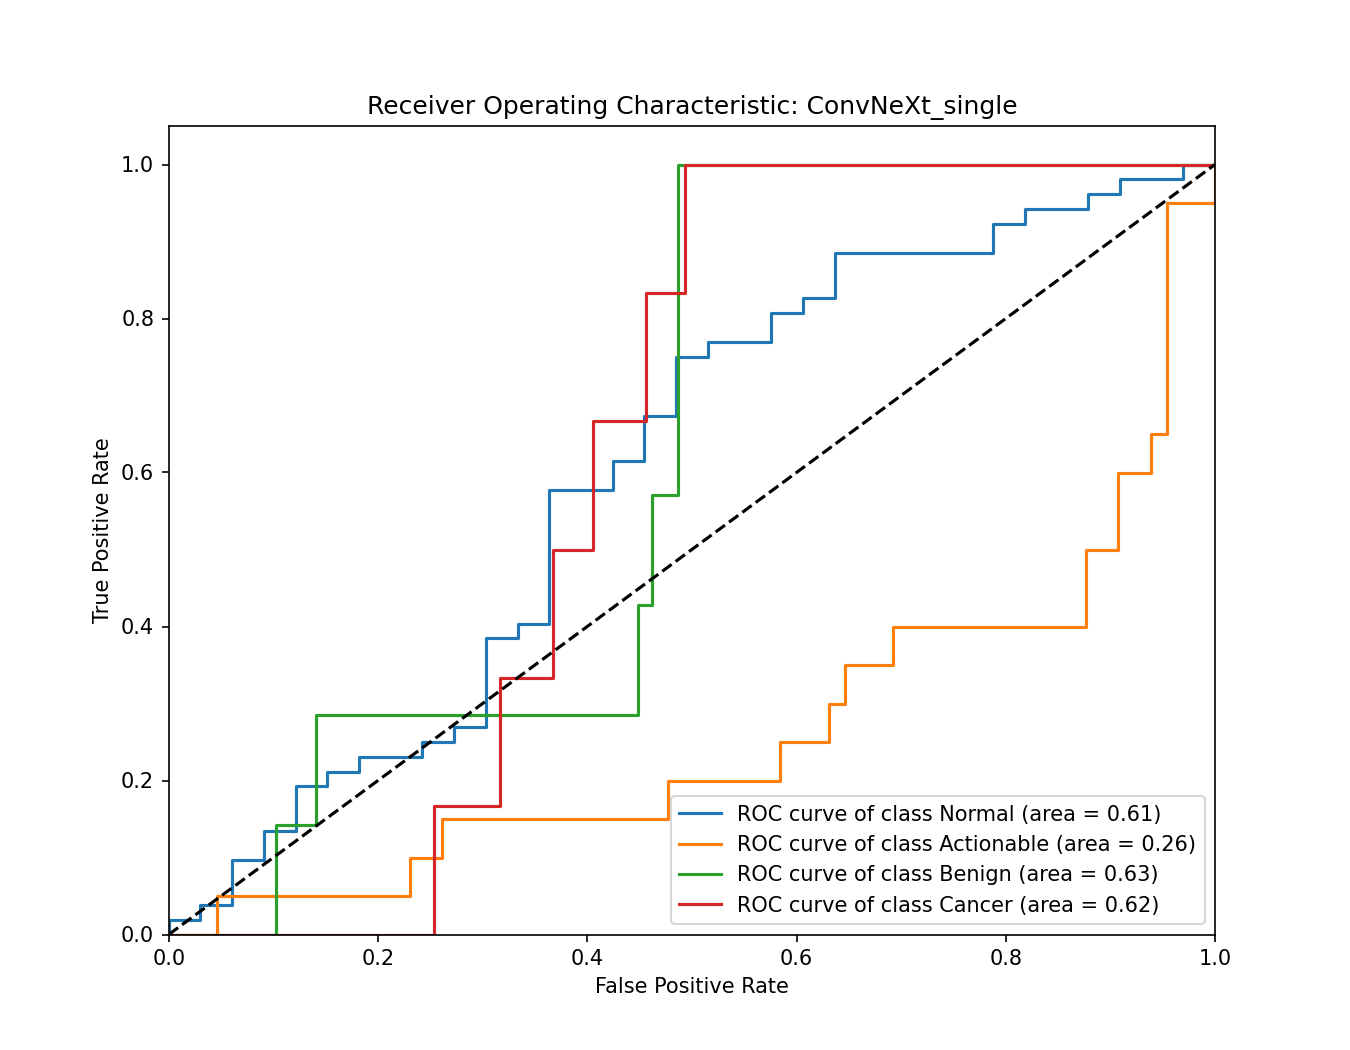 Receiver Operating Characteristic: ConvNeXt_single
True Positive Rate
1.0
0.8
0.6
0.4
0.2
0.0
ROC curve of class Normal (area = 0.61)
ROC curve of class Actionable (area = 0.26)
ROC curve of class Benign (area = 0.63)
ROC curve of class Cancer (area = 0.62)
0.0 0.2 0.4 0.6 0.8 1.0
False Positive Rate